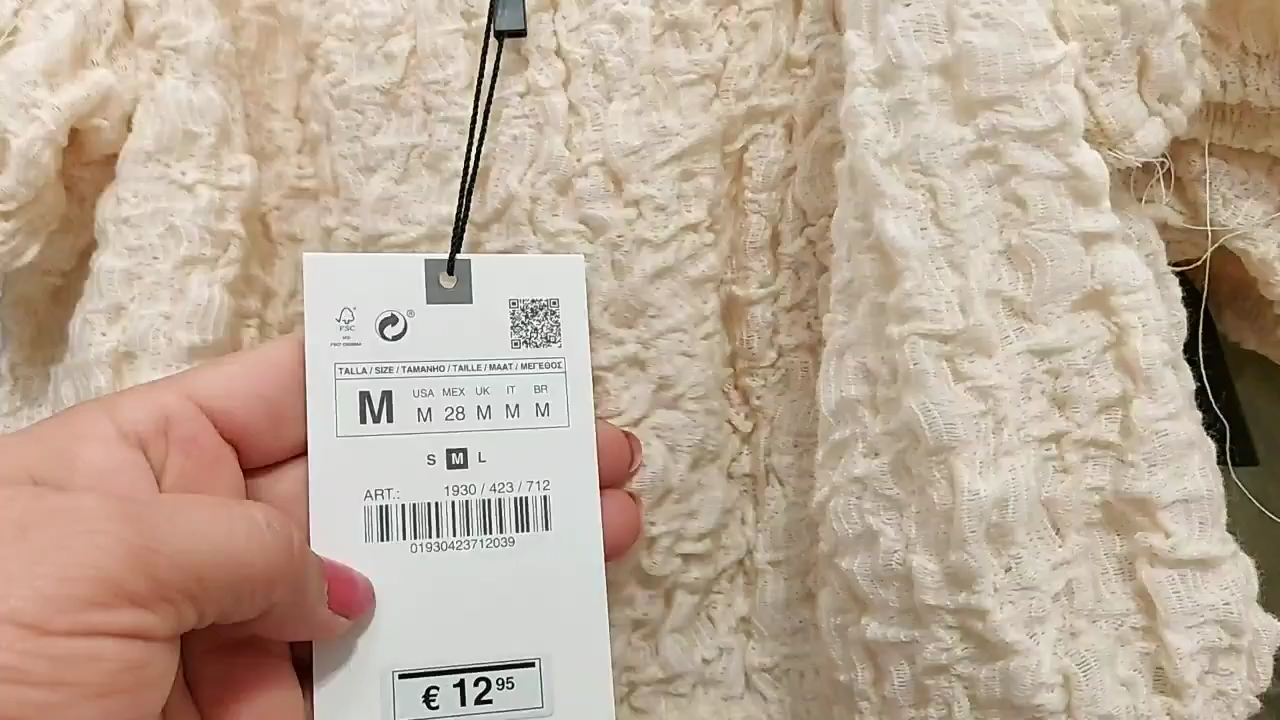 FSC
®
TALLA / SIZE / TAMANHO / TAILLE / MAAT / ΜΕΓΕΘΟΣ
M
USA MEX UK IT BR
M 28 M M M
S M L
ART.: 1930 / 423 / 712
01930423712039
€ 12 95